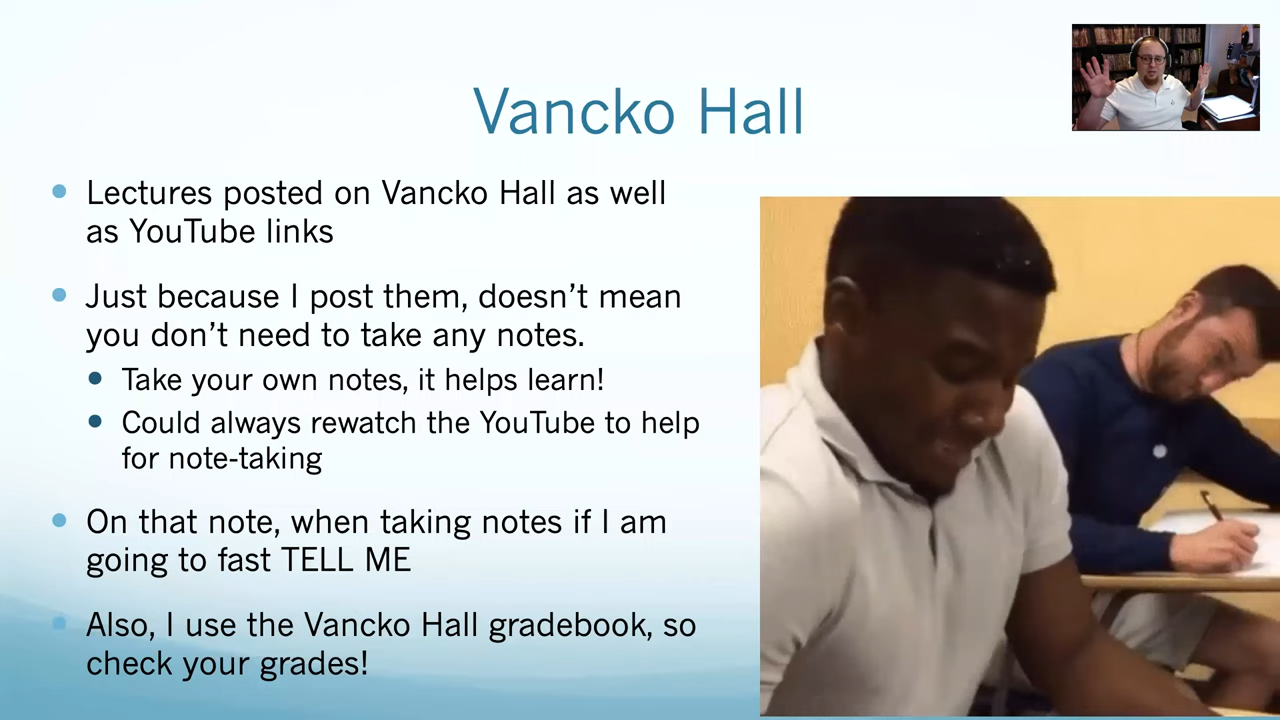 Vancko Hall
Lectures posted on Vancko Hall as well
as YouTube links
Just because I post them, doesn’t mean
you don’t need to take any notes.
Take your own notes, it helps learn!
Could always rewatch the YouTube to help
for note-taking
On that note, when taking notes if I am
going to fast TELL ME
Also, I use the Vancko Hall gradebook, so
check your grades!